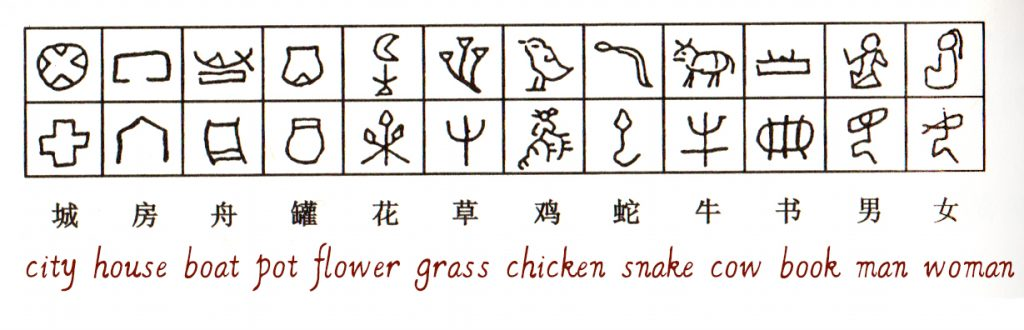 城 房 舟 罐 花 草 鸡 蛇 牛 书 男 女
city house boat pot flower grass chicken snake cow book man woman